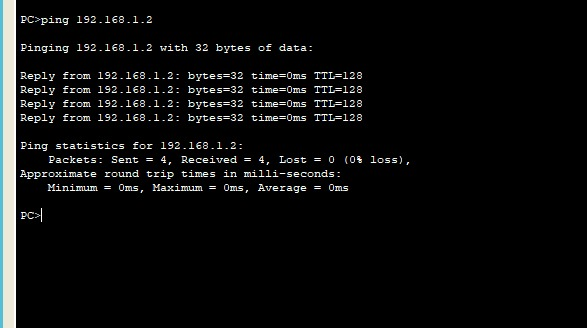 PC>ping 192.168.1.2
Pinging 192.168.1.2 with 32 bytes of data:
Reply from 192.168.1.2: bytes=32 time=0ms TTL=128
Reply from 192.168.1.2: bytes=32 time=0ms TTL=128
Reply from 192.168.1.2: bytes=32 time=0ms TTL=128
Reply from 192.168.1.2: bytes=32 time=0ms TTL=128
Ping statistics for 192.168.1.2:
    Packets: Sent = 4, Received = 4, Lost = 0 (0% loss),
Approximate round trip times in milli-seconds:
    Minimum = 0ms, Maximum = 0ms, Average = 0ms
PC>